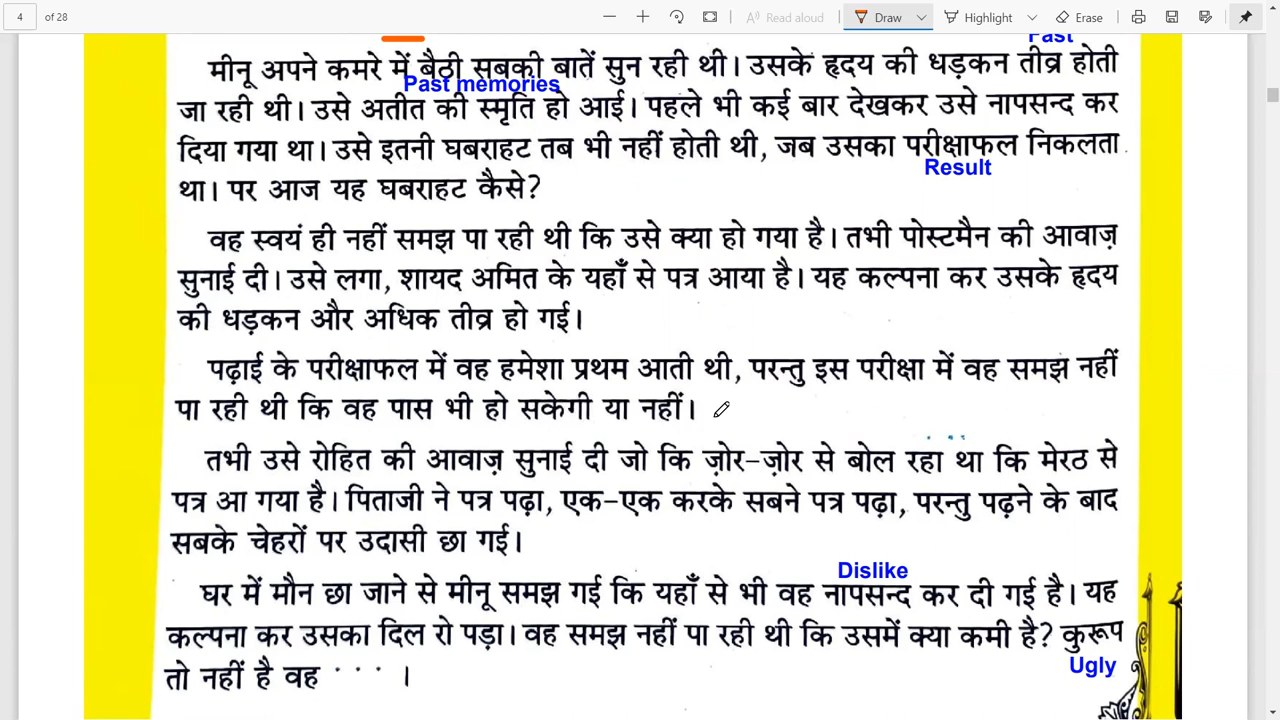 4 of 28 Read aloud Draw Highlight Erase
Past
मीनू अपने कमरे में बैठी सबकी बातें सुन रही थी। उसके हृदय की धड़कन तीव्र होती
Past memories
जा रही थी। उसे अतीत की स्मृति हो आई। पहले भी कई बार देखकर उसे नापसन्द कर
दिया गया था। उसे इतनी घबराहट तब भी नहीं होती थी, जब उसका परीक्षाफल निकलता
Result
था। पर आज यह घबराहट कैसे?
वह स्वयं ही नहीं समझ पा रही थी कि उसे क्या हो गया है। तभी पोस्टमैन की आवाज़
सुनाई दी। उसे लगा, शायद अमित के यहाँ से पत्र आया है। यह कल्पना कर उसके हृदय
की धड़कन और अधिक तीव्र हो गई।
पढ़ाई के परीक्षाफल में वह हमेशा प्रथम आती थी, परन्तु इस परीक्षा में वह समझ नहीं
पा रही थी कि वह पास भी हो सकेगी या नहीं।
तभी उसे रोहित की आवाज़ सुनाई दी जो कि ज़ोर-ज़ोर से बोल रहा था कि मेरठ से
पत्र आ गया है। पिताजी ने पत्र पढ़ा, एक-एक करके सबने पत्र पढ़ा, परन्तु पढ़ने के बाद
सबके चेहरों पर उदासी छा गई।
Dislike
घर में मौन छा जाने से मीनू समझ गई कि यहाँ से भी वह नापसन्द कर दी गई है। यह
कल्पना कर उसका दिल रो पड़ा। वह समझ नहीं पा रही थी कि उसमें क्या कमी है? कुरूप
Ugly
तो नहीं है वह · · · ।